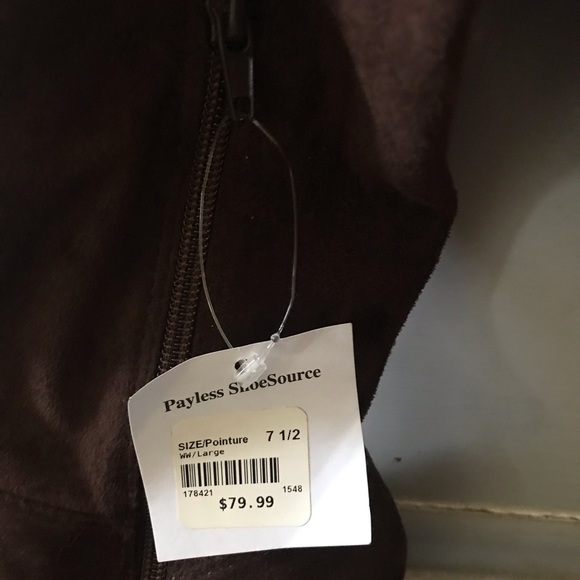 Payless ShoeSource
SIZE/Pointure 7 1/2
WW/Large
178421 1548
$79.99